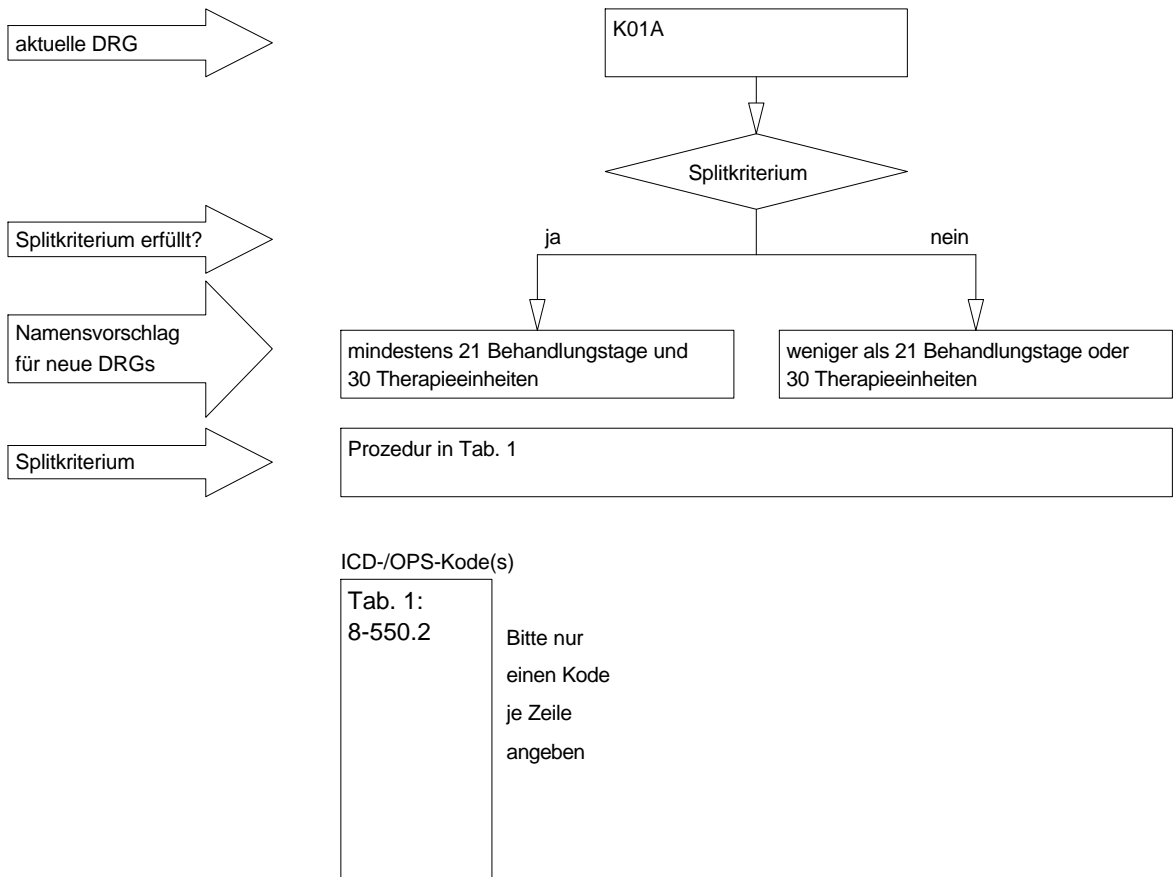 aktuelle DRG
K01A
Splitkriterium
Splitkriterium erfüllt?
ja
nein
Namensvorschlag
für neue DRGs
mindestens 21 Behandlungstage und
30 Therapieeinheiten
weniger als 21 Behandlungstage oder
30 Therapieeinheiten
Splitkriterium
Prozedur in Tab. 1
ICD-/OPS-Kode(s)
Tab. 1:
8-550.2
Bitte nur
einen Kode
je Zeile
angeben